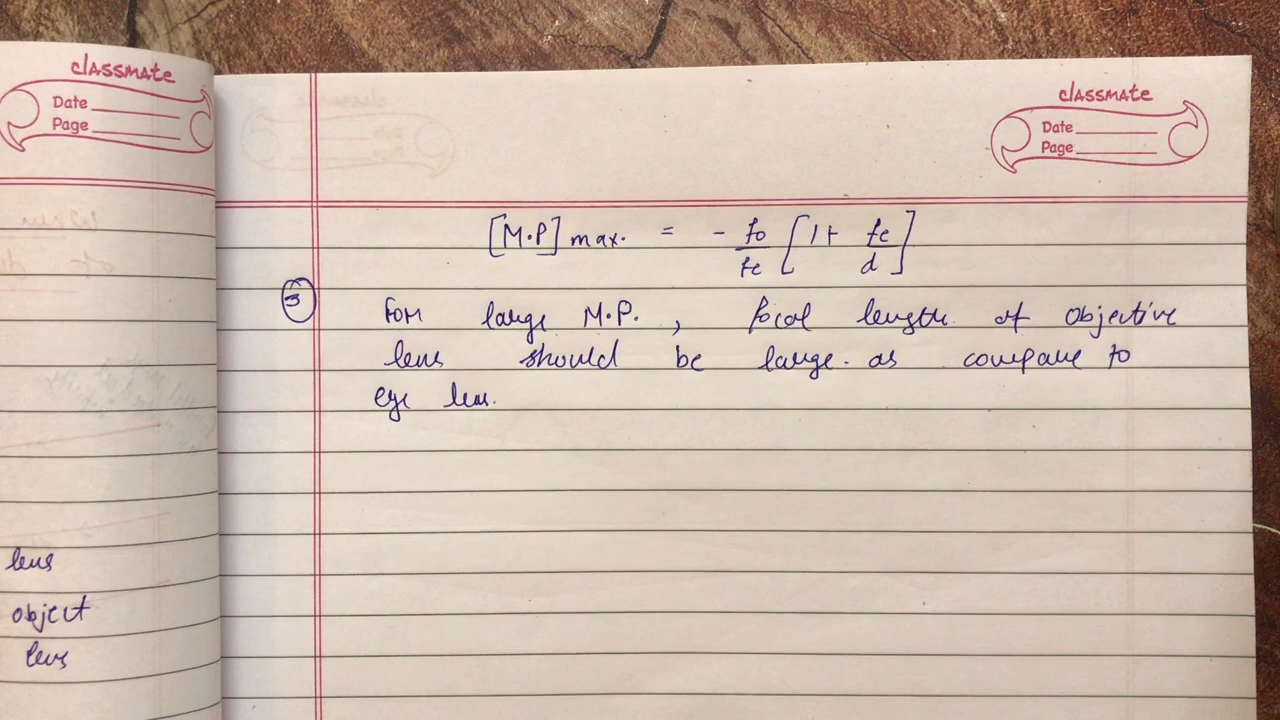 classmate
Date
Page
classmate
Date
Page
[M.P] max. = - fo/fe [1+ fe/d]
3
For large M.P. , focal length of objective
lens should be large. as compare to
eye lens.
lens
object
lens